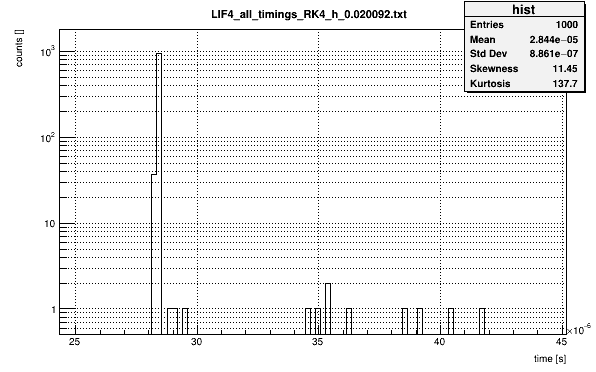 LIF4_all_timings_RK4_h_0.020092.txt
hist
Entries 1000
Mean 2.844e−05
Std Dev 8.861e−07
Skewness 11.45
Kurtosis 137.7
counts []
10³
10²
10
1
25 30 35 40 45
×10⁻⁶
time [s]